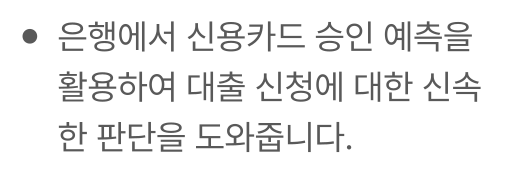 • 은행에서 신용카드 승인 예측을
활용하여 대출 신청에 대한 신속
한 판단을 도와줍니다.